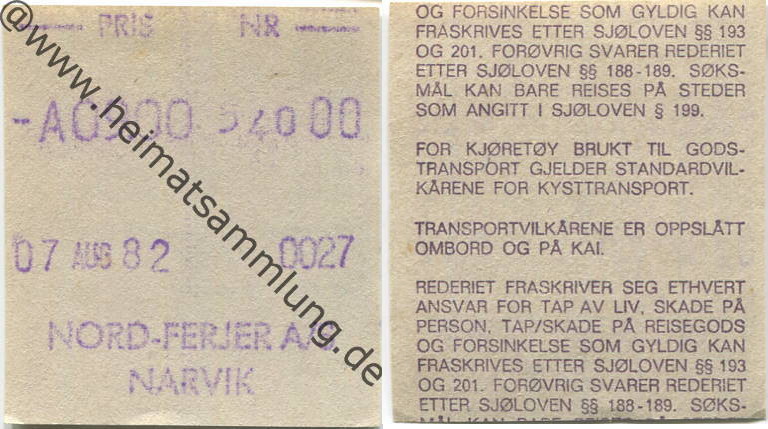 PRIS NR
07 AUG 82 0027
NORD-FERJER A/S
NARVIK
@www.heimatsammlung.de
OG FORSINKELSE SOM GYLDIG KAN
FRASKRIVES ETTER SJØLOVEN §§ 193
OG 201. FORØVRIG SVARER REDERIET
ETTER SJØLOVEN §§ 188-189. SØKS-
MÅL KAN BARE REISES PÅ STEDER
SOM ANGITT I SJØLOVEN § 199.
FOR KJØRETØY BRUKT TIL GODS-
TRANSPORT GJELDER STANDARDVIL-
KÅRENE FOR KYSTTRANSPORT.
TRANSPORTVILKÅRENE ER OPPSLÅTT
OMBORD OG PÅ KAI.
REDERIET FRASKRIVER SEG ETHVERT
ANSVAR FOR TAP AV LIV, SKADE PÅ
PERSON, TAP/SKADE PÅ REISEGODS
OG FORSINKELSE SOM GYLDIG KAN
FRASKRIVES ETTER SJØLOVEN §§ 193
OG 201. FORØVRIG SVARER REDERIET
ETTER SJØLOVEN §§ 188-189. SØKS-